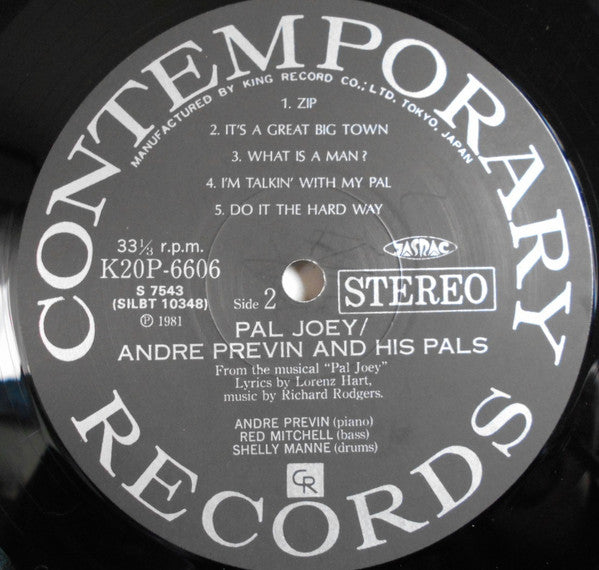 CONTEMPORARY
MANUFACTURED BY KING RECORD CO.; LTD. TOKYO, JAPAN
1. ZIP
2. IT'S A GREAT BIG TOWN
3. WHAT IS A MAN?
4. I'M TALKIN' WITH MY PAL
5. DO IT THE HARD WAY
33⅓ r.p.m.
K20P-6606
S 7543
(SILBT 10348)
℗ 1981
Side 2
JASRAC
STEREO
PAL JOEY/
ANDRE PREVIN AND HIS PALS
From the musical "Pal Joey"
Lyrics by Lorenz Hart,
music by Richard Rodgers.
ANDRE PREVIN (piano)
RED MITCHELL (bass)
SHELLY MANNE (drums)
CR
RECORDS